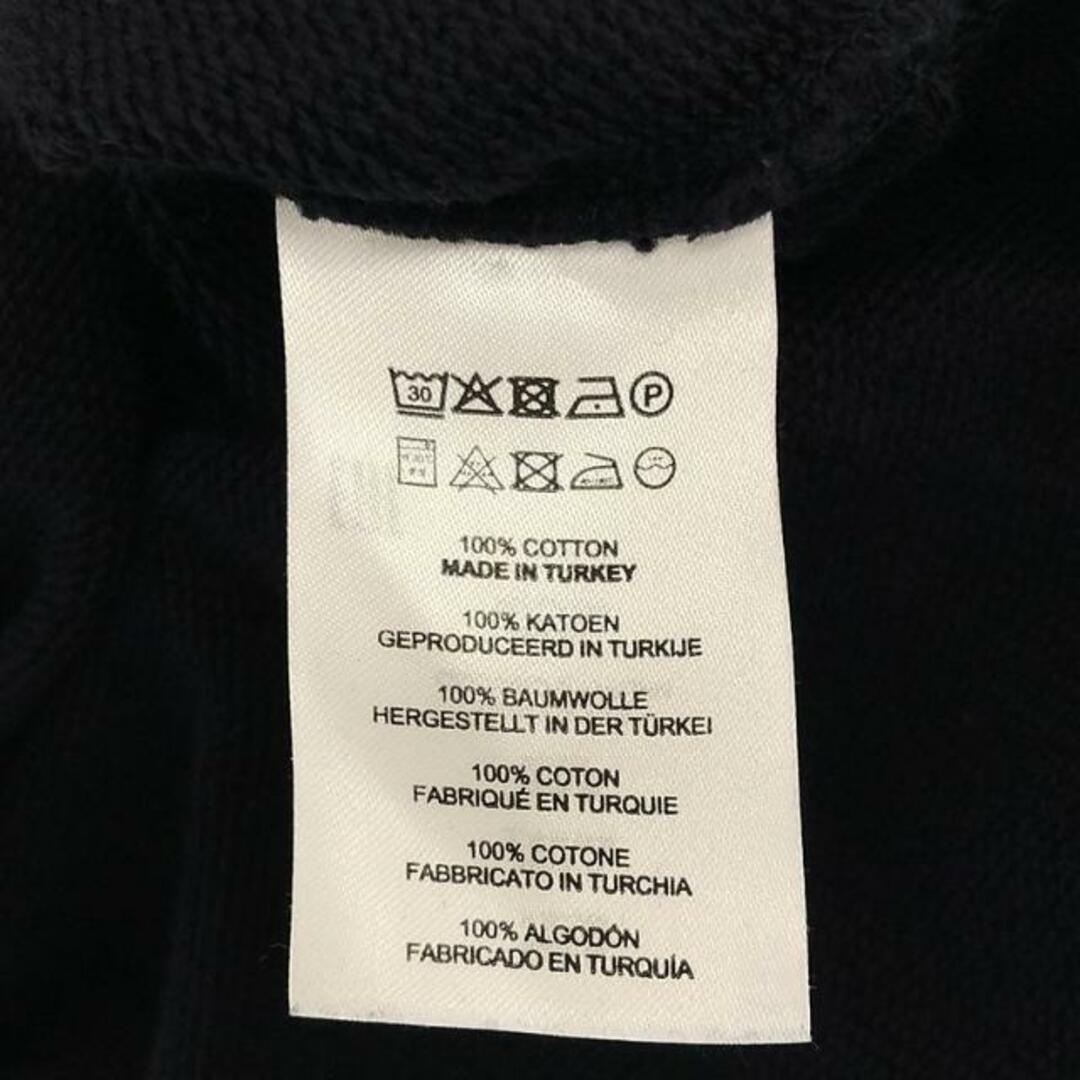 30 P
100% COTTON
MADE IN TURKEY
100% KATOEN
GEPRODUCEERD IN TURKIJE
100% BAUMWOLLE
HERGESTELLT IN DER TÜRKEI
100% COTON
FABRIQUÉ EN TURQUIE
100% COTONE
FABBRICATO IN TURCHIA
100% ALGODÓN
FABRICADO EN TURQUÍA